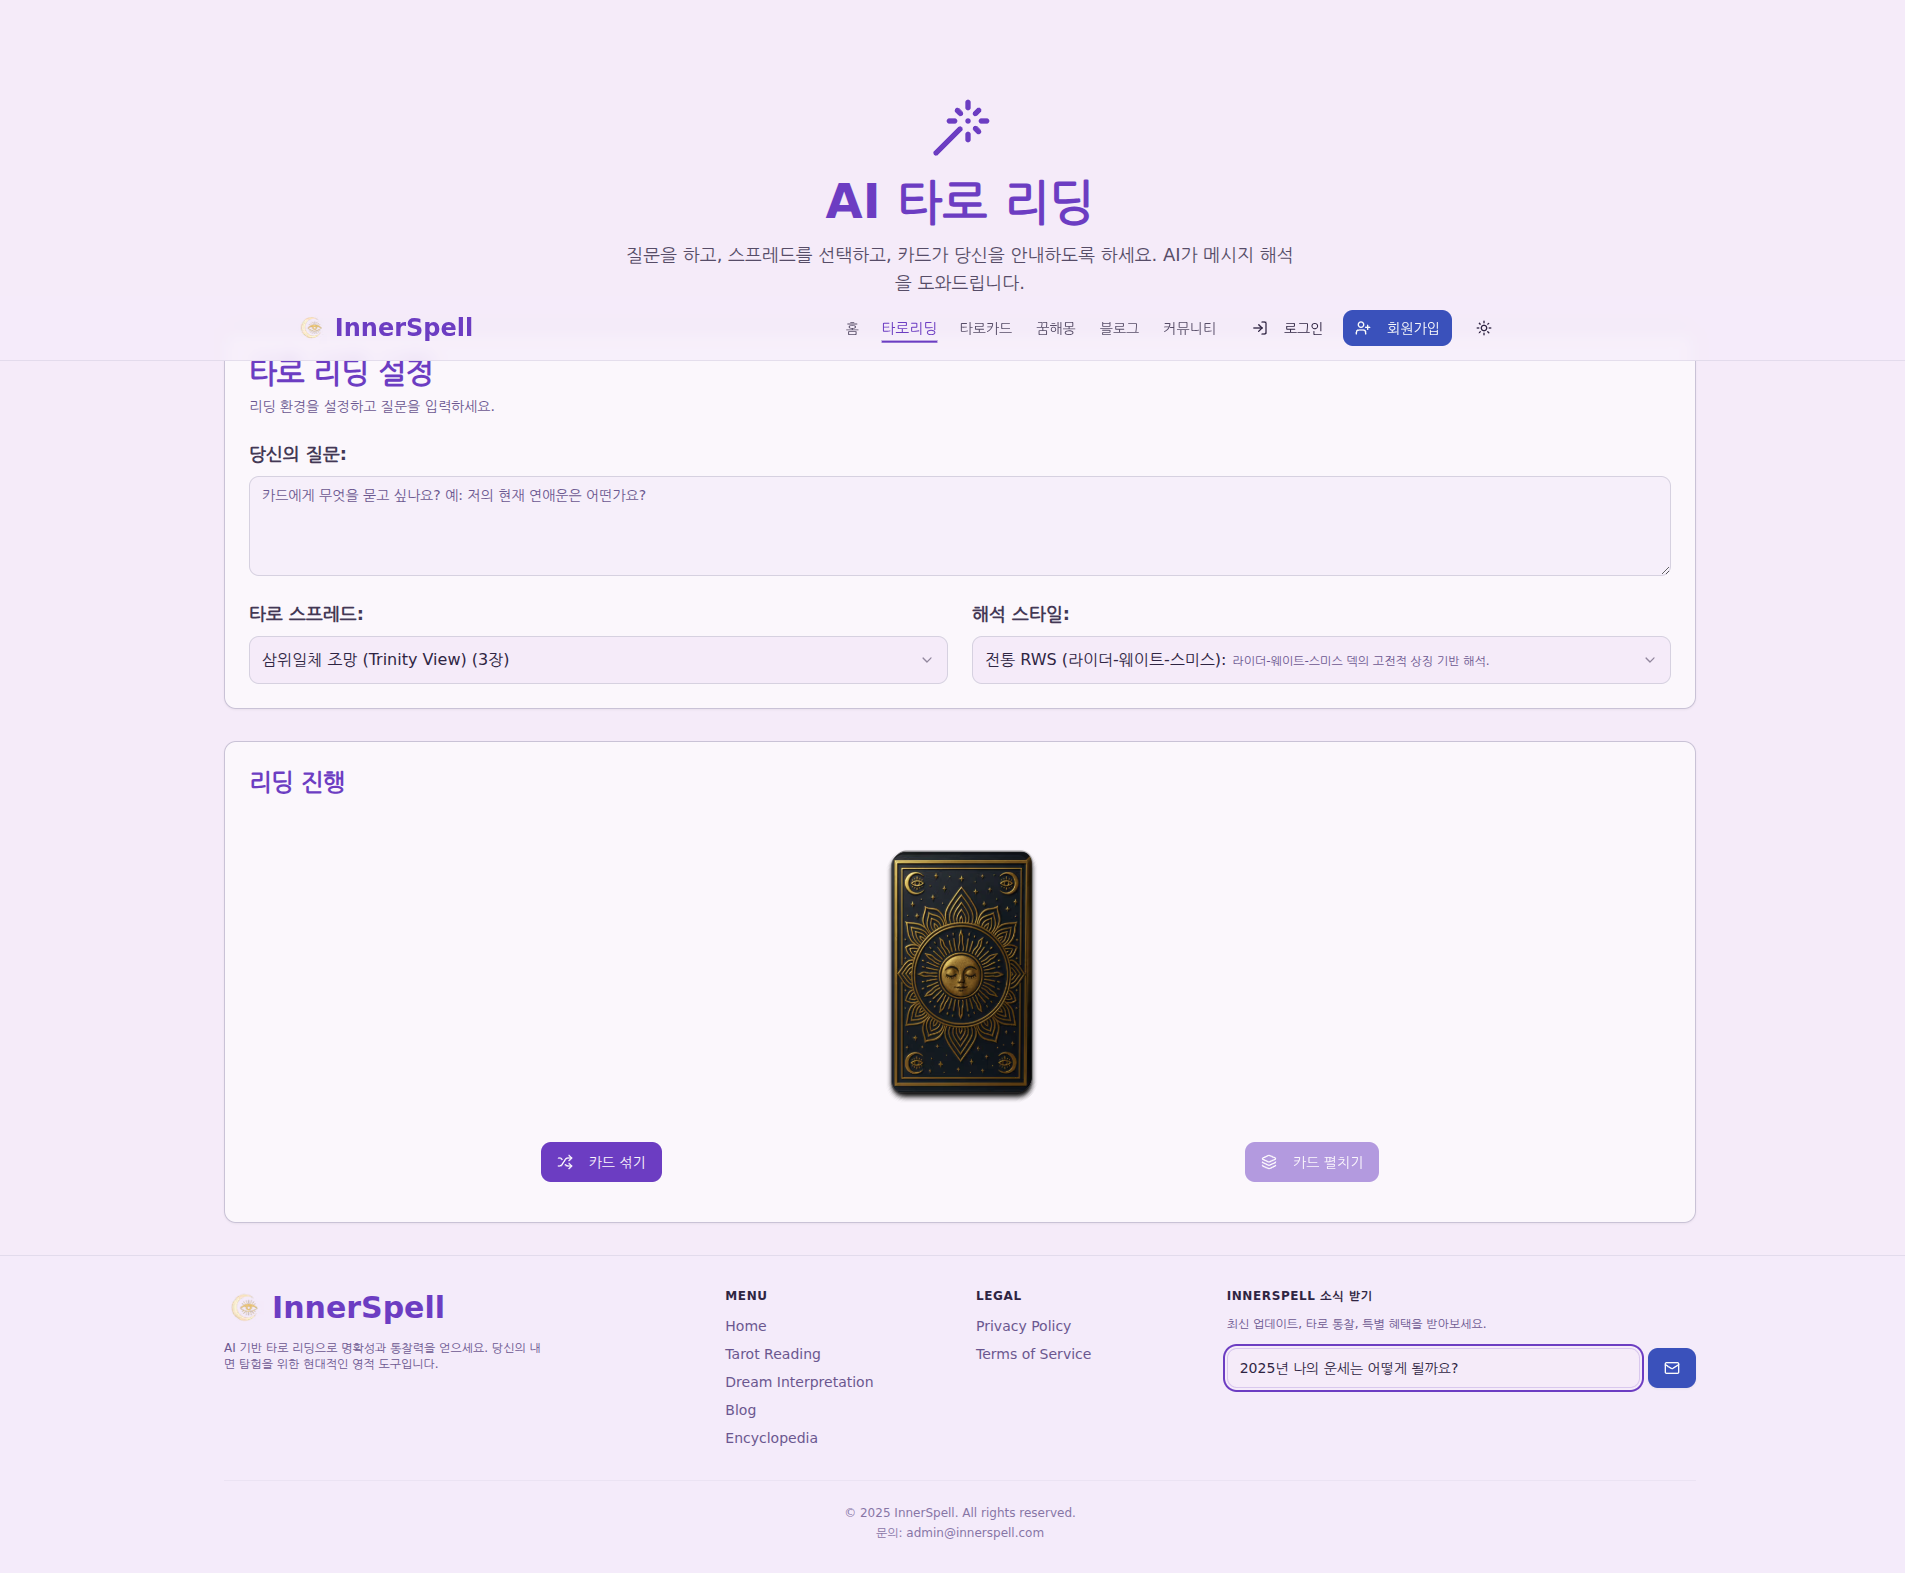 AI 타로 리딩
질문을 하고, 스프레드를 선택하고, 카드가 당신을 안내하도록 하세요. AI가 메시지 해석
을 도와드립니다.
InnerSpell
홈
타로리딩
타로카드
꿈해몽
블로그
커뮤니티
로그인
회원가입
타로 리딩 설정
리딩 환경을 설정하고 질문을 입력하세요.
당신의 질문:
카드에게 무엇을 묻고 싶나요? 예: 저의 현재 연애운은 어떤가요?
타로 스프레드:
삼위일체 조망 (Trinity View) (3장)
해석 스타일:
전통 RWS (라이더-웨이트-스미스): 라이더-웨이트-스미스 덱의 고전적 상징 기반 해석.
리딩 진행
카드 섞기
카드 펼치기
InnerSpell
AI 기반 타로 리딩으로 명확성과 통찰력을 얻으세요. 당신의 내
면 탐험을 위한 현대적인 영적 도구입니다.
MENU
Home
Tarot Reading
Dream Interpretation
Blog
Encyclopedia
LEGAL
Privacy Policy
Terms of Service
INNERSPELL 소식 받기
최신 업데이트, 타로 통찰, 특별 혜택을 받아보세요.
2025년 나의 운세는 어떻게 될까요?
© 2025 InnerSpell. All rights reserved.
문의: admin@innerspell.com